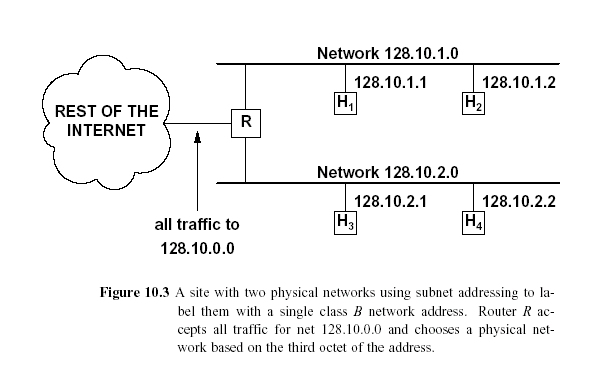 Network 128.10.1.0
128.10.1.1
128.10.1.2
H1
H2
REST OF THE
INTERNET
R
Network 128.10.2.0
128.10.2.1
128.10.2.2
H3
H4
all traffic to
128.10.0.0
Figure 10.3 A site with two physical networks using subnet addressing to la-
bel them with a single class B network address. Router R ac-
cepts all traffic for net 128.10.0.0 and chooses a physical net-
work based on the third octet of the address.